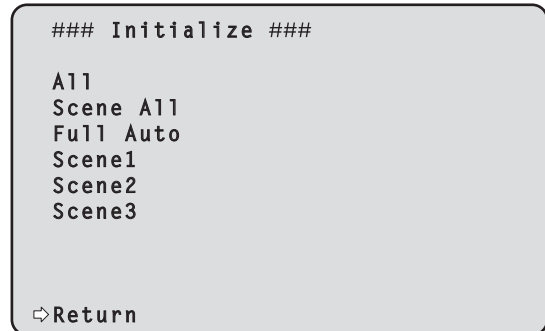 ### Initialize ###
All
Scene All
Full Auto
Scene1
Scene2
Scene3
⇨Return